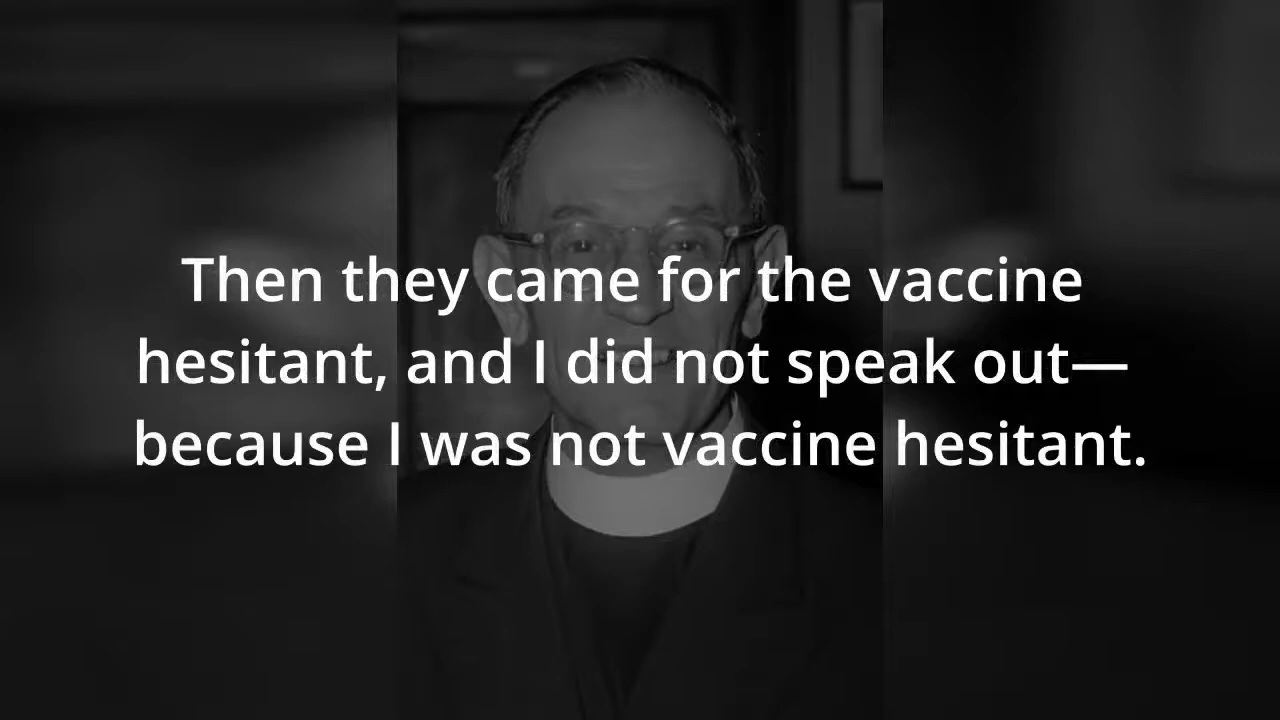 Then they came for the vaccine
hesitant, and I did not speak out—
because I was not vaccine hesitant.